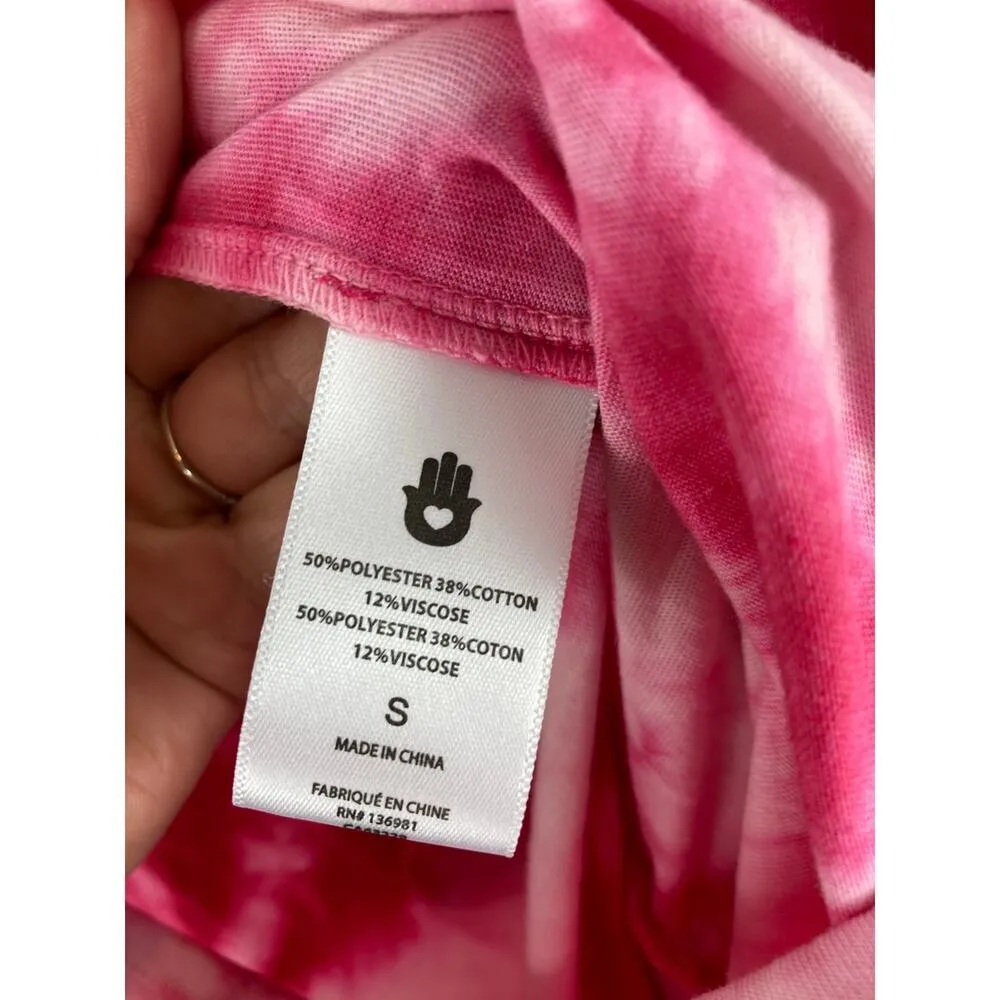 50%POLYESTER 38%COTTON
12%VISCOSE
50%POLYESTER 38%COTON
12%VISCOSE
S
MADE IN CHINA
FABRIQUÉ EN CHINE
RN# 136981